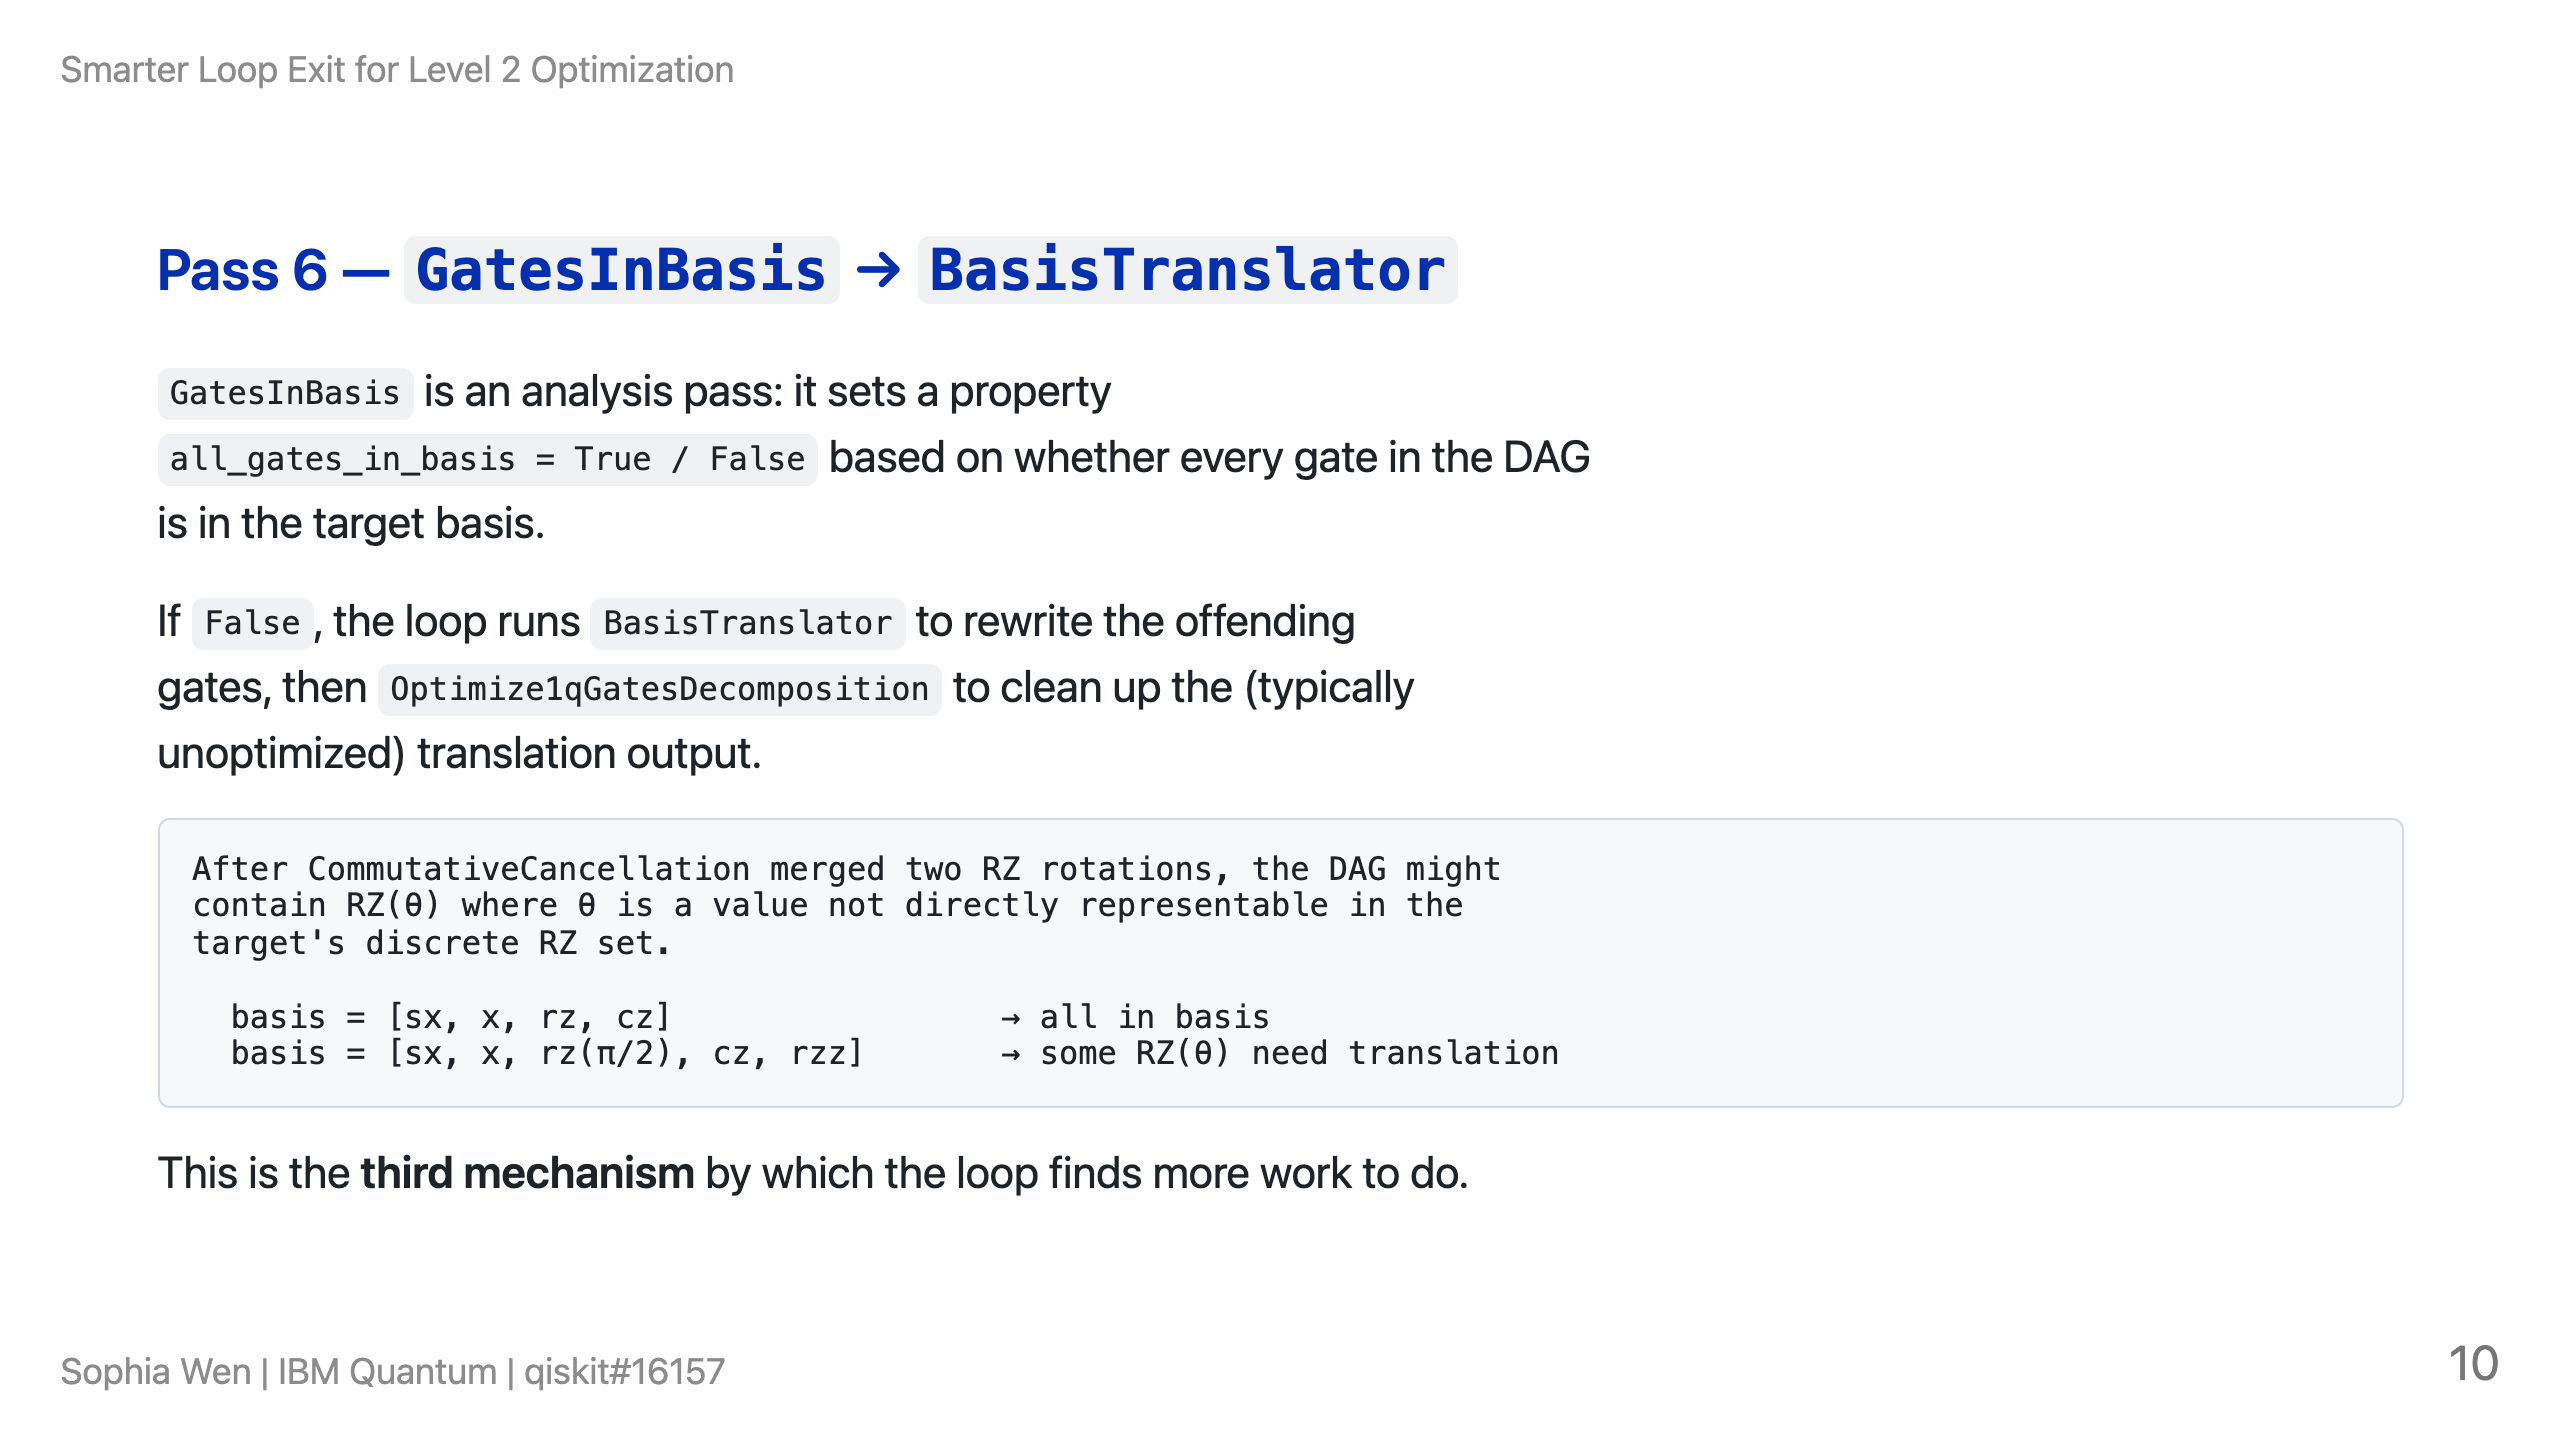 Smarter Loop Exit for Level 2 Optimization
Pass 6 — GatesInBasis → BasisTranslator
GatesInBasis is an analysis pass: it sets a property
all_gates_in_basis = True / False based on whether every gate in the DAG
is in the target basis.
If False, the loop runs BasisTranslator to rewrite the offending
gates, then Optimize1qGatesDecomposition to clean up the (typically
unoptimized) translation output.
After CommutativeCancellation merged two RZ rotations, the DAG might
contain RZ(θ) where θ is a value not directly representable in the
target's discrete RZ set.
basis = [sx, x, rz, cz] → all in basis
basis = [sx, x, rz(π/2), cz, rzz] → some RZ(θ) need translation
This is the third mechanism by which the loop finds more work to do.
Sophia Wen | IBM Quantum | qiskit#16157
10